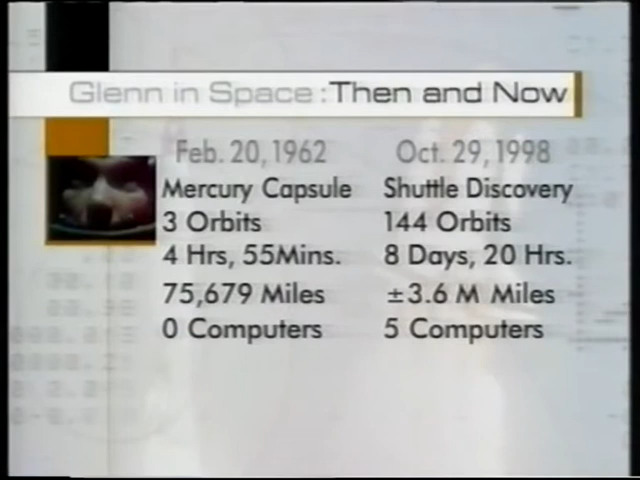 Glenn in Space: Then and Now
Feb. 20, 1962 Oct. 29, 1998
Mercury Capsule Shuttle Discovery
3 Orbits 144 Orbits
4 Hrs, 55Mins. 8 Days, 20 Hrs.
75,679 Miles ±3.6 M Miles
0 Computers 5 Computers